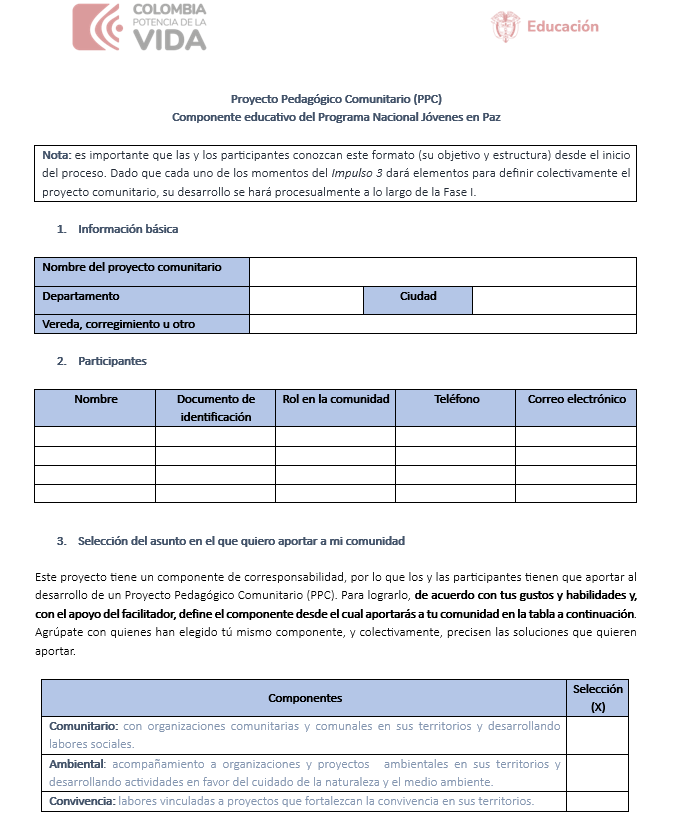 COLOMBIA
POTENCIA DE LA
VIDA
Educación
Proyecto Pedagógico Comunitario (PPC)
Componente educativo del Programa Nacional Jóvenes en Paz
Nota: es importante que las y los participantes conozcan este formato (su objetivo y estructura) desde el inicio
del proceso. Dado que cada uno de los momentos del Impulso 3 dará elementos para definir colectivamente el
proyecto comunitario, su desarrollo se hará procesualmente a lo largo de la Fase I.
1. Información básica
Nombre del proyecto comunitario
Departamento Ciudad
Vereda, corregimiento u otro
2. Participantes
Nombre Documento de identificación Rol en la comunidad Teléfono Correo electrónico
3. Selección del asunto en el que quiero aportar a mi comunidad
Este proyecto tiene un componente de corresponsabilidad, por lo que los y las participantes tienen que aportar al
desarrollo de un Proyecto Pedagógico Comunitario (PPC). Para lograrlo, de acuerdo con tus gustos y habilidades y,
con el apoyo del facilitador, define el componente desde el cual aportarás a tu comunidad en la tabla a continuación.
Agrúpate con quienes han elegido tú mismo componente, y colectivamente, precisen las soluciones que quieren
aportar.
Componentes Selección (X)
Comunitario: con organizaciones comunitarias y comunales en sus territorios y desarrollando
labores sociales.
Ambiental: acompañamiento a organizaciones y proyectos ambientales en sus territorios y
desarrollando actividades en favor del cuidado de la naturaleza y el medio ambiente.
Convivencia: labores vinculadas a proyectos que fortalezcan la convivencia en sus territorios.